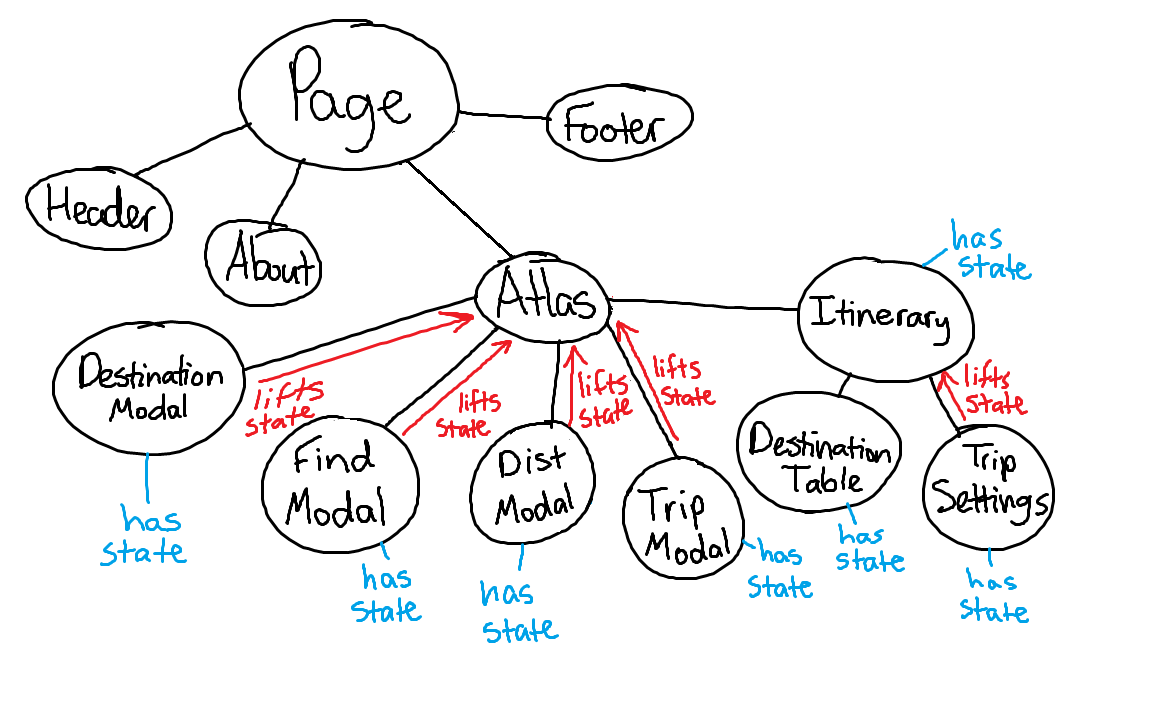 Page
Footer
Header
About
Atlas
has
state
Itinerary
Destination
Modal
lifts
state
lifts
state
lifts
state
lifts
state
lifts
state
Find
Modal
Dist
Modal
Trip
Modal
Destination
Table
Trip
Settings
has
state
has
state
has
state
has
state
has
state
has
state